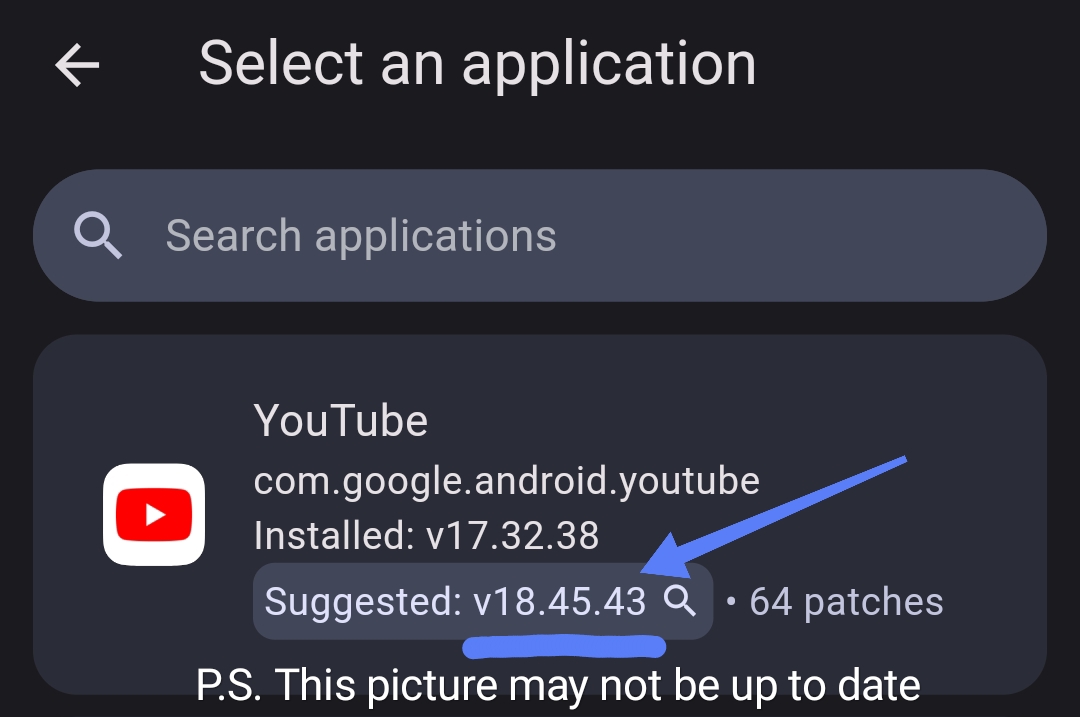 Select an application
Search applications
YouTube
com.google.android.youtube
Installed: v17.32.38
Suggested: v18.45.43 • 64 patches
P.S. This picture may not be up to date